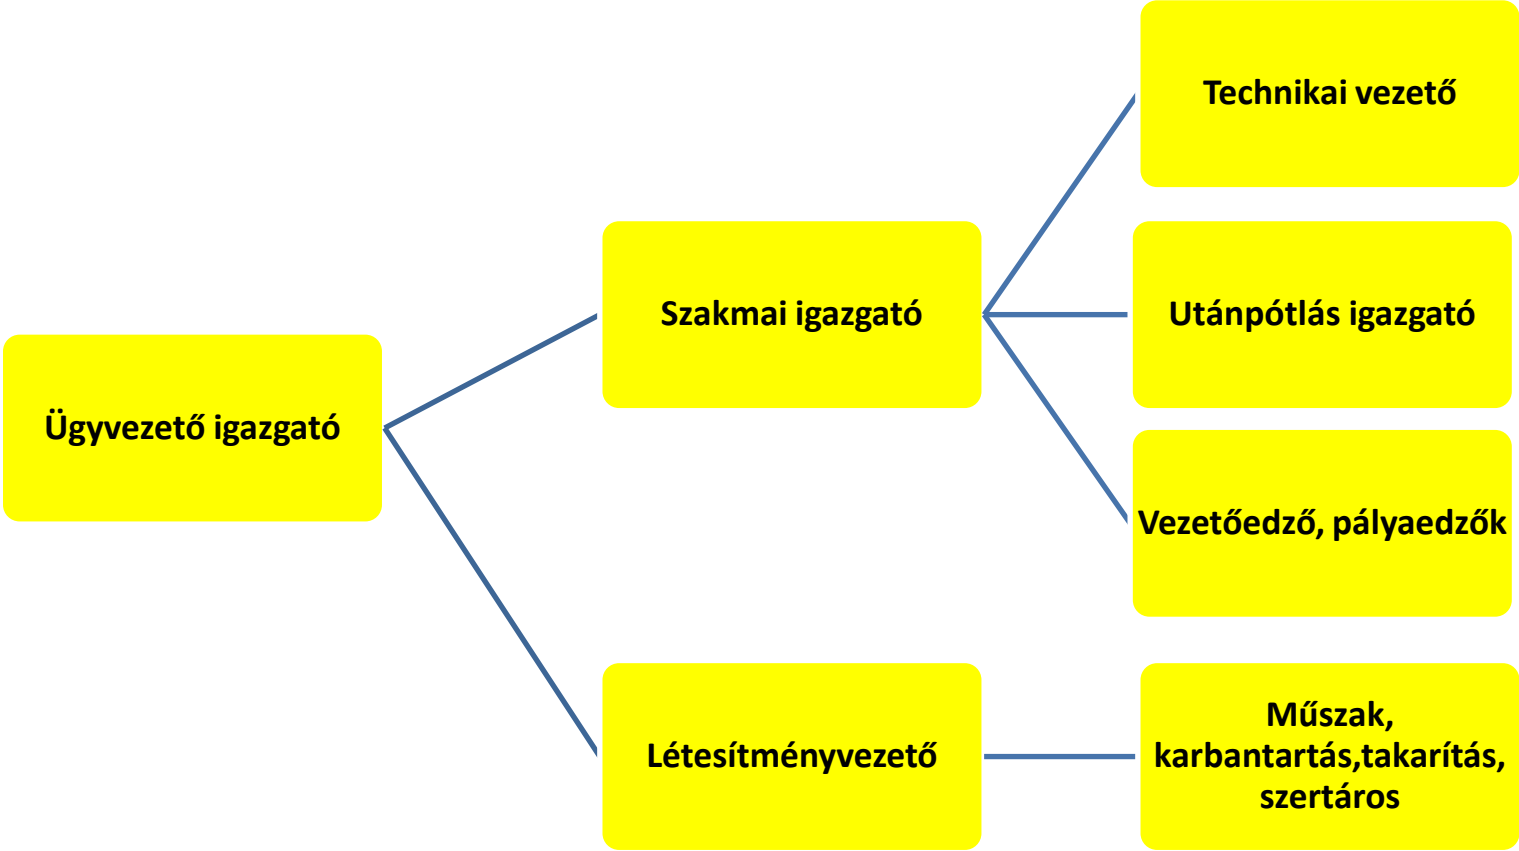 Technikai vezető
Szakmai igazgató
Utánpótlás igazgató
Ügyvezető igazgató
Vezetőedző, pályaedzők
Létesítményvezető
Műszak,
karbantartás,takarítás,
szertáros